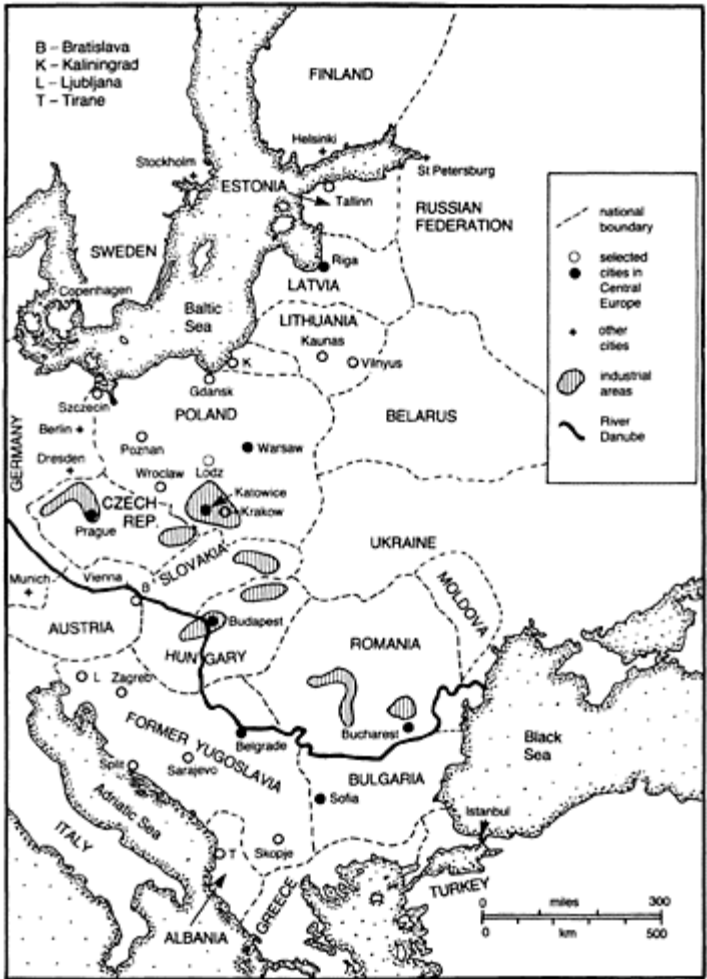 B – Bratislava
K – Kaliningrad
L – Ljubljana
T – Tirane
FINLAND
Helsinki
Stockholm
St Petersburg
ESTONIA
Tallinn
RUSSIAN
FEDERATION
SWEDEN
Riga
LATVIA
Copenhagen
Baltic
Sea
LITHUANIA
Kaunas
Vilnyus
K
Gdansk
Szczecin
POLAND
BELARUS
GERMANY
Berlin
Poznan
Warsaw
Dresden
Wroclaw
Lodz
Katowice
Krakow
CZECH
REP
Prague
SLOVAKIA
UKRAINE
Munich
Vienna
B
MOLDOVA
AUSTRIA
Budapest
HUNGARY
ROMANIA
L
Zagreb
FORMER YUGOSLAVIA
Belgrade
Bucharest
Black
Sea
Split
Sarajevo
BULGARIA
Adriatic Sea
Sofia
Istanbul
ITALY
T
Skopje
TURKEY
GREECE
ALBANIA
national
boundary
selected
cities in
Central
Europe
other
cities
industrial
areas
River
Danube
0 miles 300
0 km 500